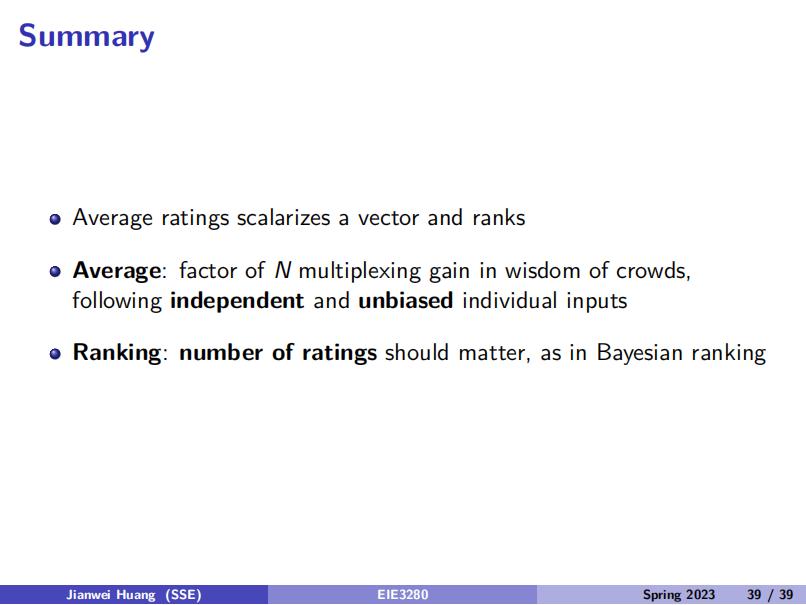 Summary
Average ratings scalarizes a vector and ranks
Average: factor of N multiplexing gain in wisdom of crowds,
following independent and unbiased individual inputs
Ranking: number of ratings should matter, as in Bayesian ranking
Jianwei Huang (SSE) EIE3280 Spring 2023 39 / 39